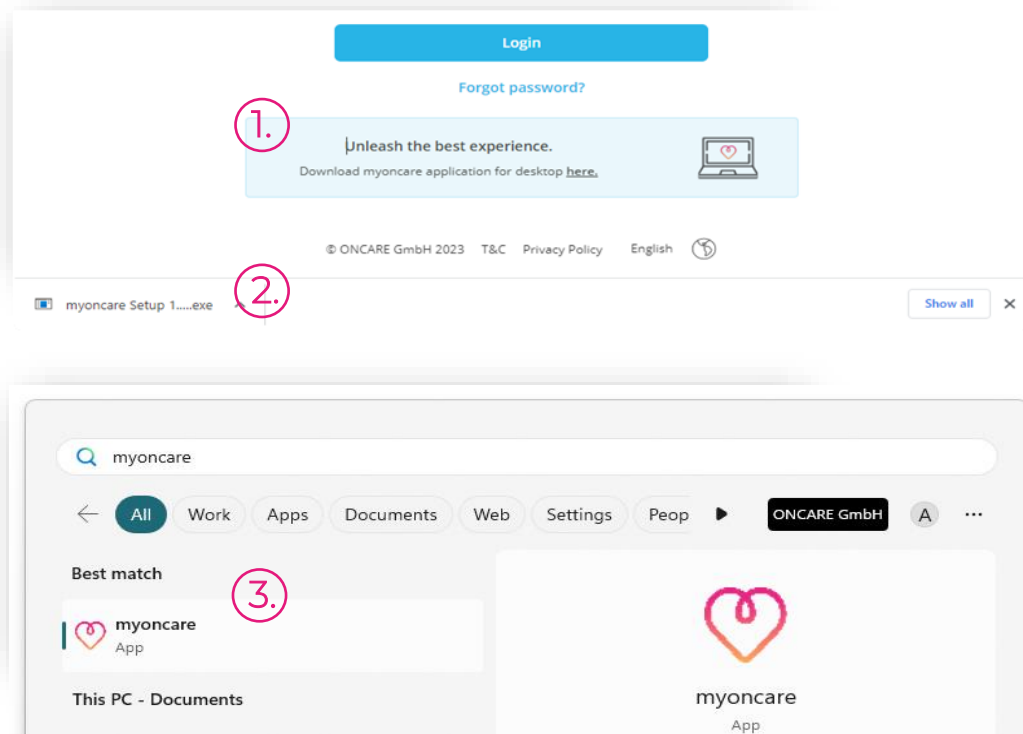 Login
Forgot password?
1.
Unleash the best experience.
Download myoncare application for desktop here.
© ONCARE GmbH 2023 T&C Privacy Policy English
2.
myoncare Setup 1.....exe
Show all
myoncare
All Work Apps Documents Web Settings Peop ONCARE GmbH A ...
Best match
3.
myoncare
App
This PC - Documents
myoncare
App